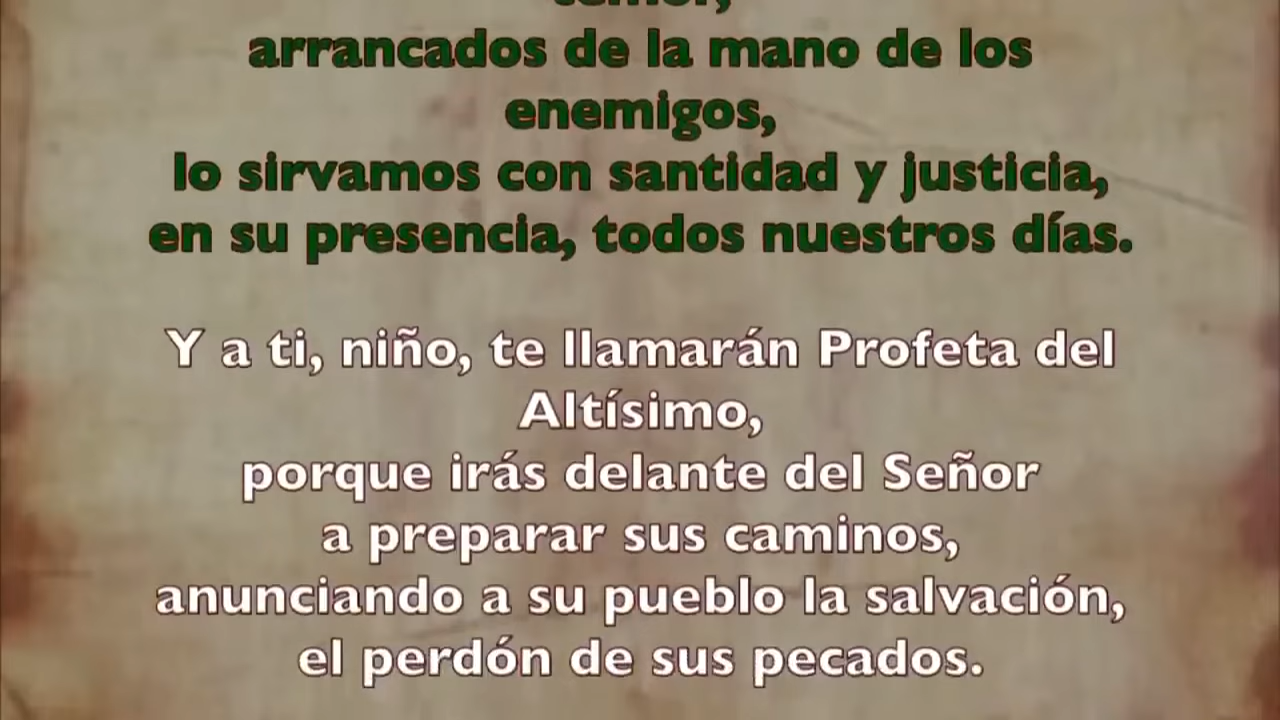 temor,
arrancados de la mano de los
enemigos,
lo sirvamos con santidad y justicia,
en su presencia, todos nuestros días.
Y a ti, niño, te llamarán Profeta del
Altísimo,
porque irás delante del Señor
a preparar sus caminos,
anunciando a su pueblo la salvación,
el perdón de sus pecados.